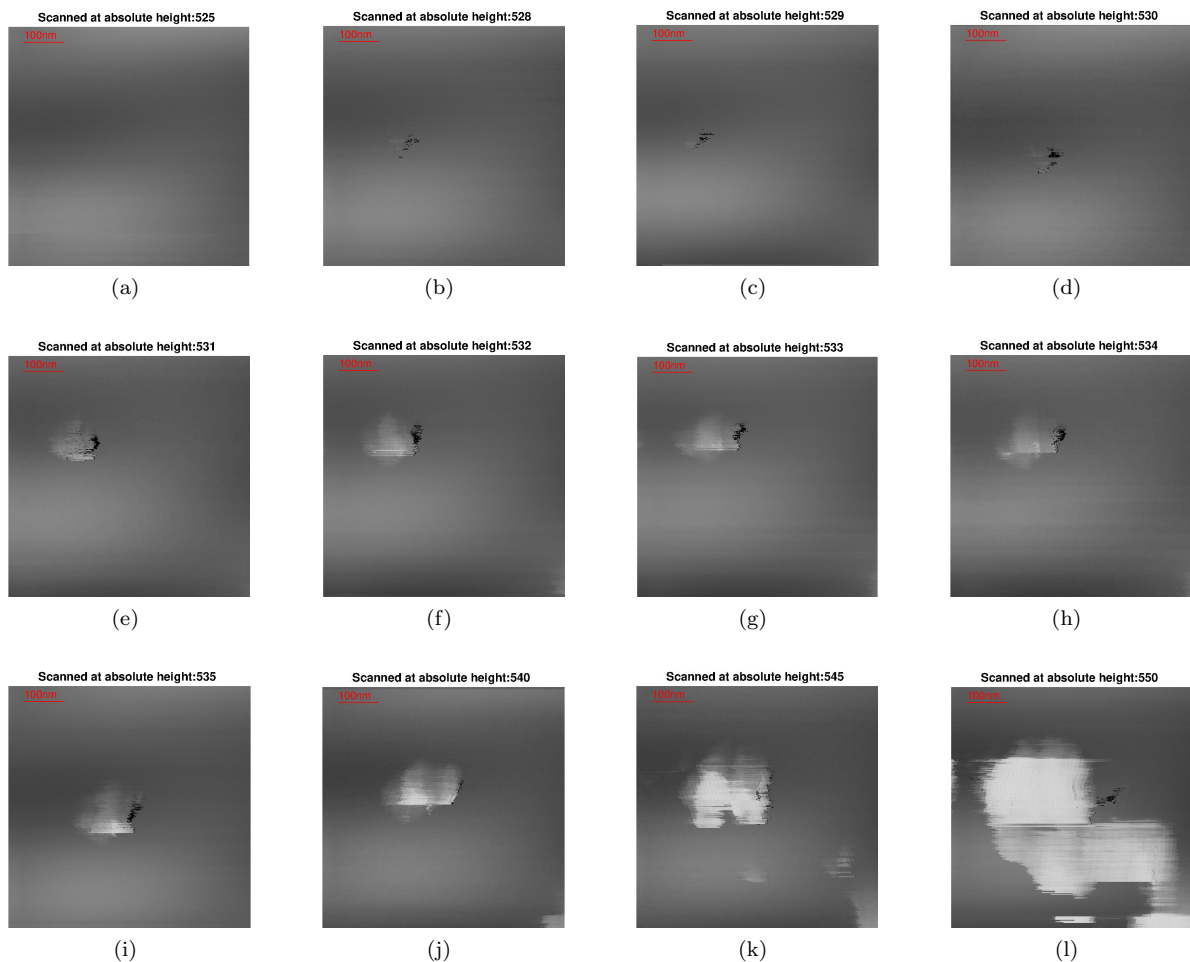 Scanned at absolute height:525
100nm
(a)
Scanned at absolute height:528
100nm
(b)
Scanned at absolute height:529
100nm
(c)
Scanned at absolute height:530
100nm
(d)
Scanned at absolute height:531
100nm
(e)
Scanned at absolute height:532
100nm
(f)
Scanned at absolute height:533
100nm
(g)
Scanned at absolute height:534
100nm
(h)
Scanned at absolute height:535
100nm
(i)
Scanned at absolute height:540
100nm
(j)
Scanned at absolute height:545
100nm
(k)
Scanned at absolute height:550
100nm
(l)